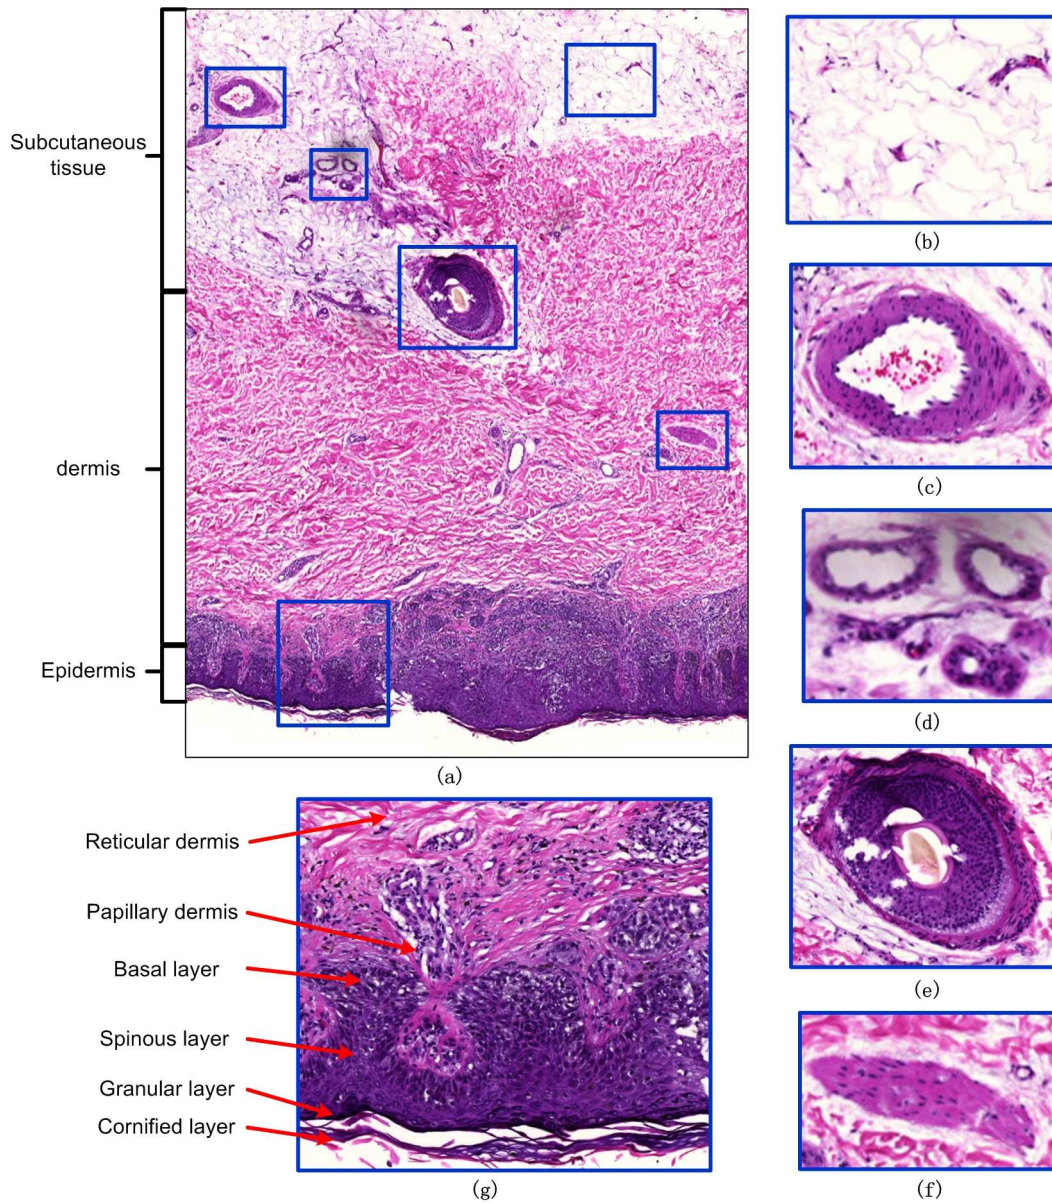 Subcutaneous
tissue
dermis
Epidermis
(a)
(b)
(c)
(d)
(e)
(f)
Reticular dermis
Papillary dermis
Basal layer
Spinous layer
Granular layer
Cornified layer
(g)